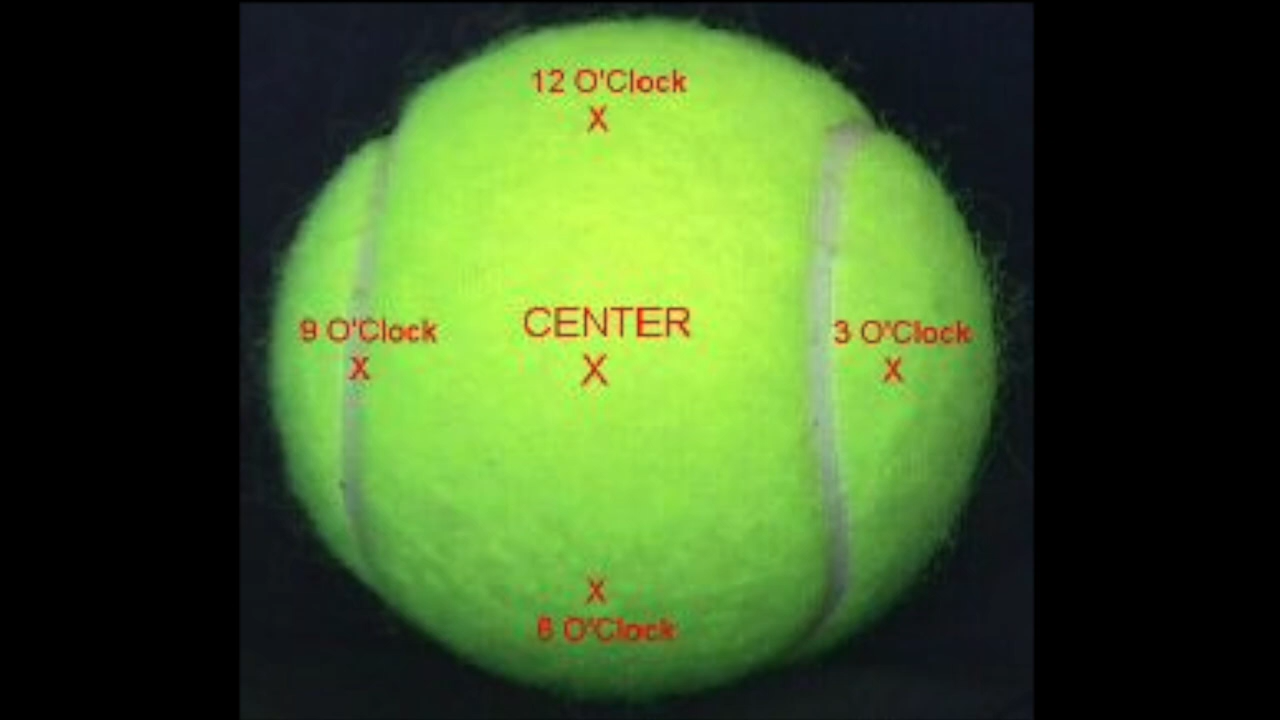 12 O'Clock
X
9 O'Clock
X
CENTER
X
3 O'Clock
X
X
6 O'Clock